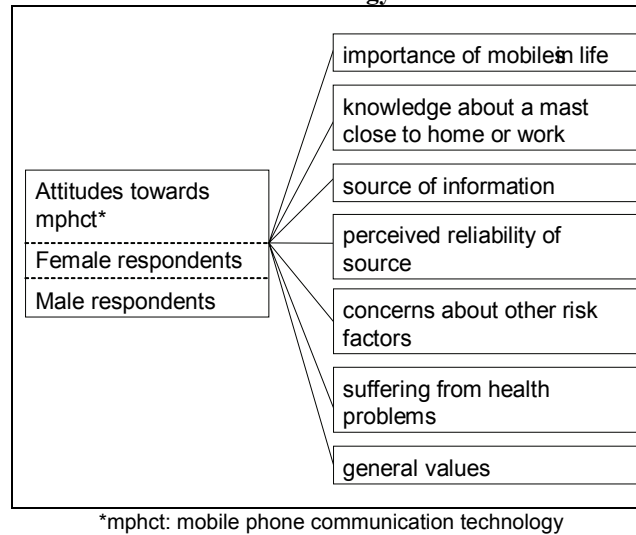 importance of mobiles in life
knowledge about a mast
close to home or work
source of information
perceived reliability of
source
concerns about other risk
factors
suffering from health
problems
general values
Attitudes towards
mphct*
Female respondents
Male respondents
*mphct: mobile phone communication technology